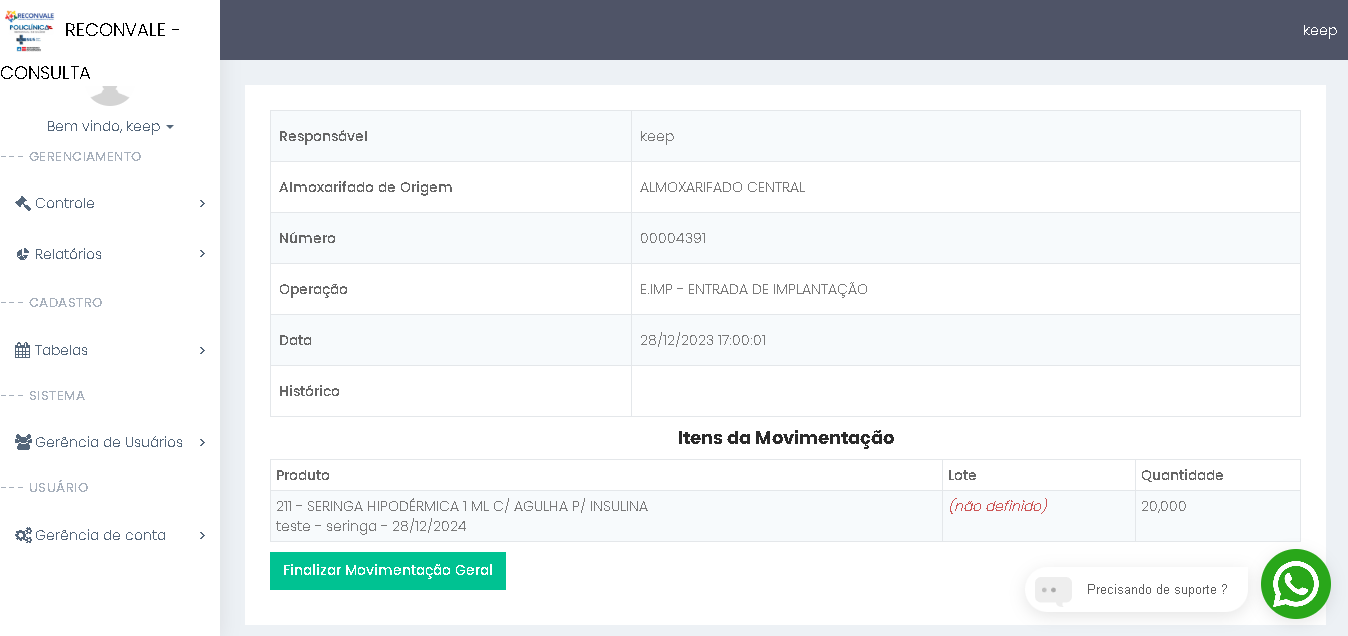 RECONVALE
POLICLÍNICA
RECONVALE -
CONSULTA
keep
Bem vindo, keep
--- GERENCIAMENTO
Controle
Relatórios
--- CADASTRO
Tabelas
--- SISTEMA
Gerência de Usuários
--- USUÁRIO
Gerência de conta
Responsável keep
Almoxarifado de Origem ALMOXARIFADO CENTRAL
Número 00004391
Operação E.IMP - ENTRADA DE IMPLANTAÇÃO
Data 28/12/2023 17:00:01
Histórico
Itens da Movimentação
Produto Lote Quantidade
211 - SERINGA HIPODÉRMICA 1 ML C/ AGULHA P/ INSULINA (não definido) 20,000
teste - seringa - 28/12/2024
Finalizar Movimentação Geral
Precisando de suporte ?